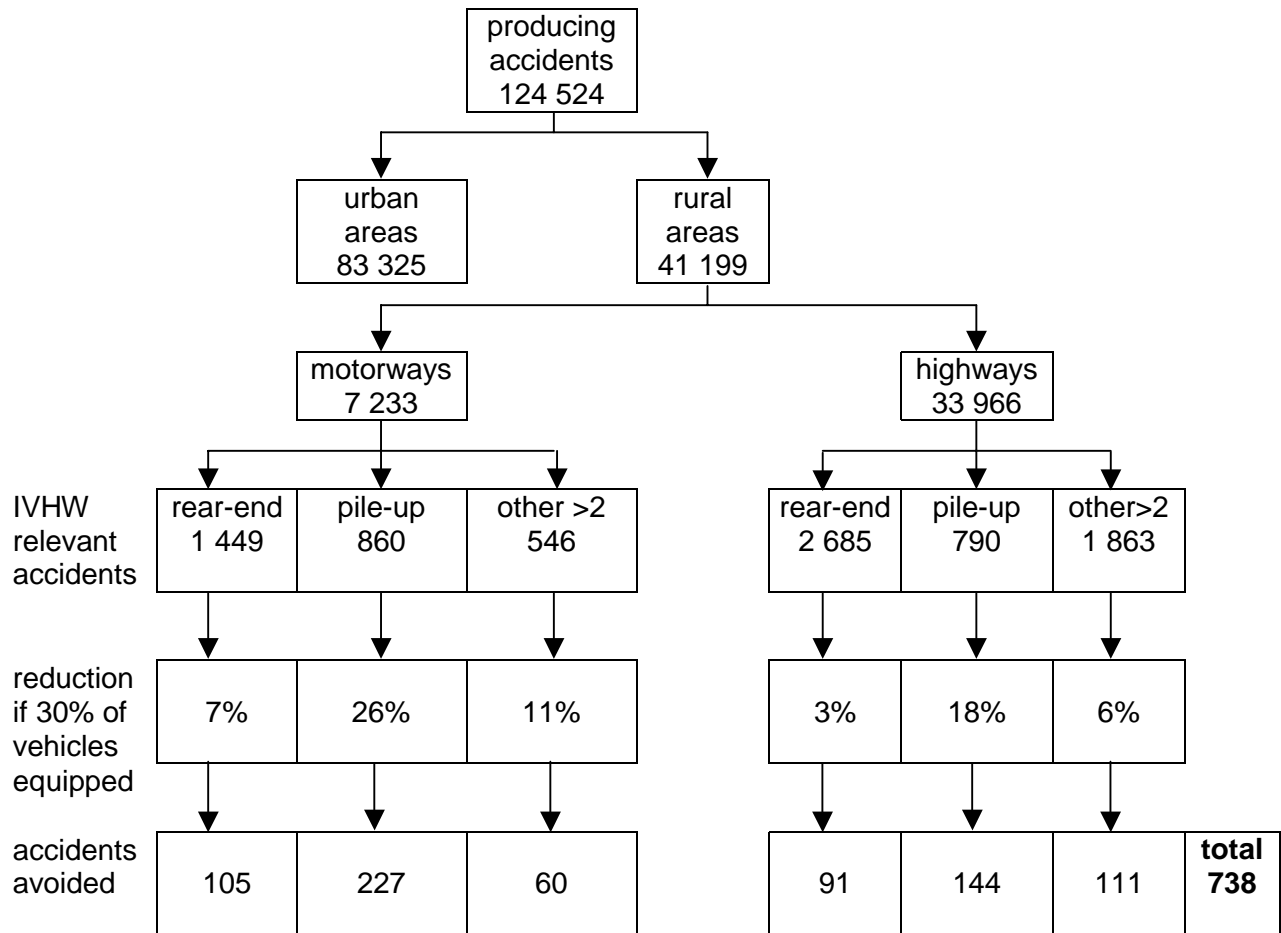 producing
accidents
124 524
urban
areas
83 325
rural
areas
41 199
motorways
7 233
highways
33 966
IVHW
relevant
accidents
rear-end
1 449
pile-up
860
other >2
546
rear-end
2 685
pile-up
790
other>2
1 863
reduction
if 30% of
vehicles
equipped
7%
26%
11%
3%
18%
6%
accidents
avoided
105
227
60
91
144
111
total
738